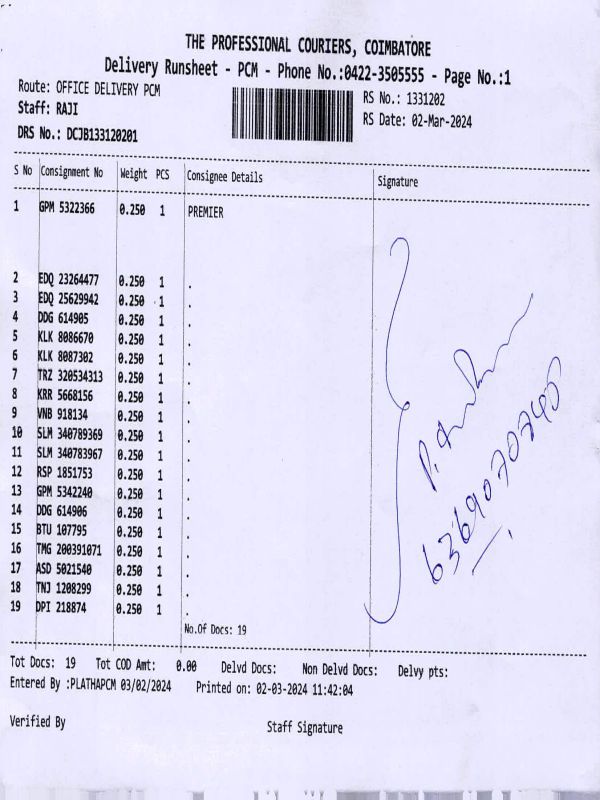 THE PROFESSIONAL COURIERS, COIMBATORE
Delivery Runsheet - PCM - Phone No.:0422-3505555 - Page No.:1
Route: OFFICE DELIVERY PCM
RS No.: 1331202
Staff: RAJI
RS Date: 02-Mar-2024
DRS No.: DCJB133120201
S No Consignment No Weight PCS Consignee Details Signature
1 GPM 5322366 0.250 1 PREMIER
2 EDQ 23264477 0.250 1 .
3 EDQ 25629942 0.250 1 .
4 DDG 614905 0.250 1 .
5 KLK 8086670 0.250 1 .
6 KLK 8087302 0.250 1 .
7 TRZ 320534313 0.250 1 .
8 KRR 5668156 0.250 1 .
9 VNB 918134 0.250 1 .
10 SLM 340789369 0.250 1 .
11 SLM 340783967 0.250 1 .
12 RSP 1851753 0.250 1 .
13 GPM 5342240 0.250 1 .
14 DDG 614906 0.250 1 .
15 BTU 107795 0.250 1 .
16 TMG 200391071 0.250 1 .
17 ASD 5021540 0.250 1 .
18 TNJ 1208299 0.250 1 .
19 DPI 218874 0.250 1 .
6369070740
No.Of Docs: 19
Tot Docs: 19 Tot COD Amt: 0.00 Delvd Docs: Non Delvd Docs: Delvy pts:
Entered By :PLATHAPCM 03/02/2024 Printed on: 02-03-2024 11:42:04
Verified By Staff Signature